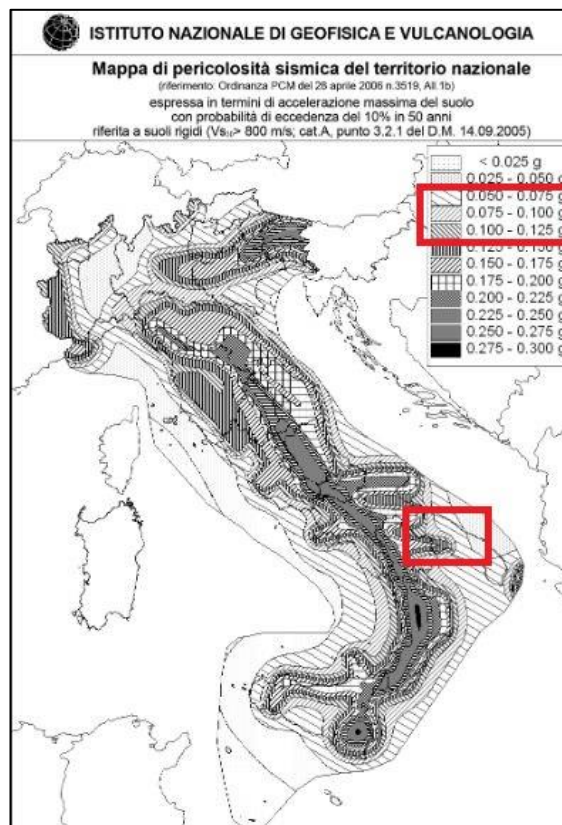 ISTITUTO NAZIONALE DI GEOFISICA E VULCANOLOGIA
Mappa di pericolosità sismica del territorio nazionale
(riferimento: Ordinanza PCM del 28 aprile 2006 n.3519, All.1b)
espressa in termini di accelerazione massima del suolo
con probabilità di eccedenza del 10% in 50 anni
riferita a suoli rigidi (Vs₃₀> 800 m/s; cat.A, punto 3.2.1 del D.M. 14.09.2005)
< 0.025 g
0.025 - 0.050 g
0.050 - 0.075 g
0.075 - 0.100 g
0.100 - 0.125 g
0.125 - 0.150 g
0.150 - 0.175 g
0.175 - 0.200 g
0.200 - 0.225 g
0.225 - 0.250 g
0.250 - 0.275 g
0.275 - 0.300 g